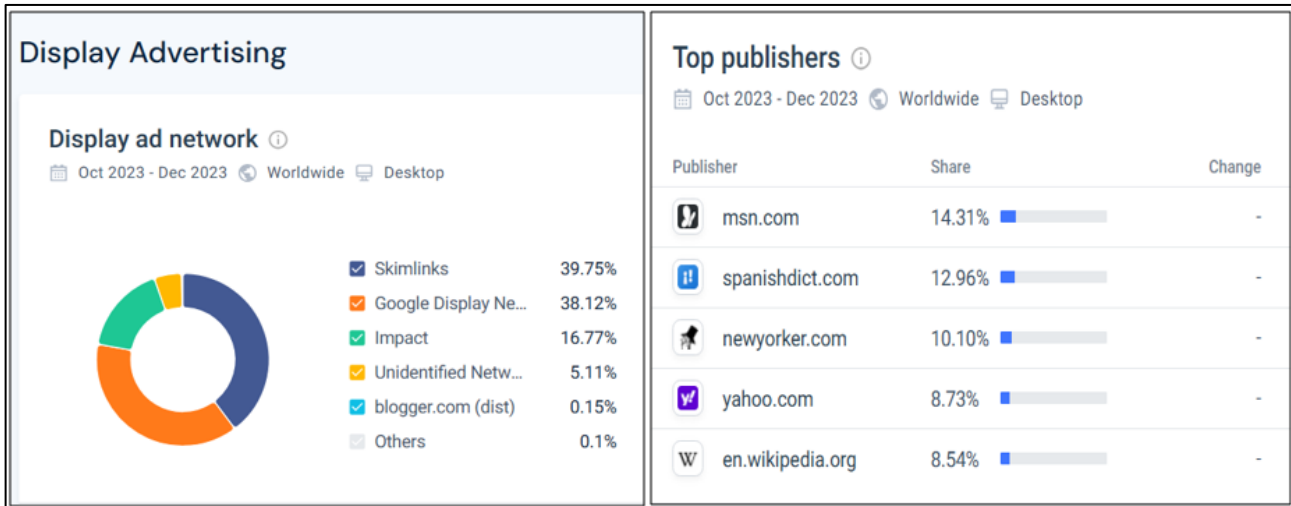 Display Advertising
Display ad network
Oct 2023 - Dec 2023 Worldwide Desktop
Skimlinks 39.75%
Google Display Ne... 38.12%
Impact 16.77%
Unidentified Netw... 5.11%
blogger.com (dist) 0.15%
Others 0.1%
Top publishers
Oct 2023 - Dec 2023 Worldwide Desktop
Publisher Share Change
msn.com 14.31% -
spanishdict.com 12.96% -
newyorker.com 10.10% -
y! yahoo.com 8.73% -
W en.wikipedia.org 8.54% -